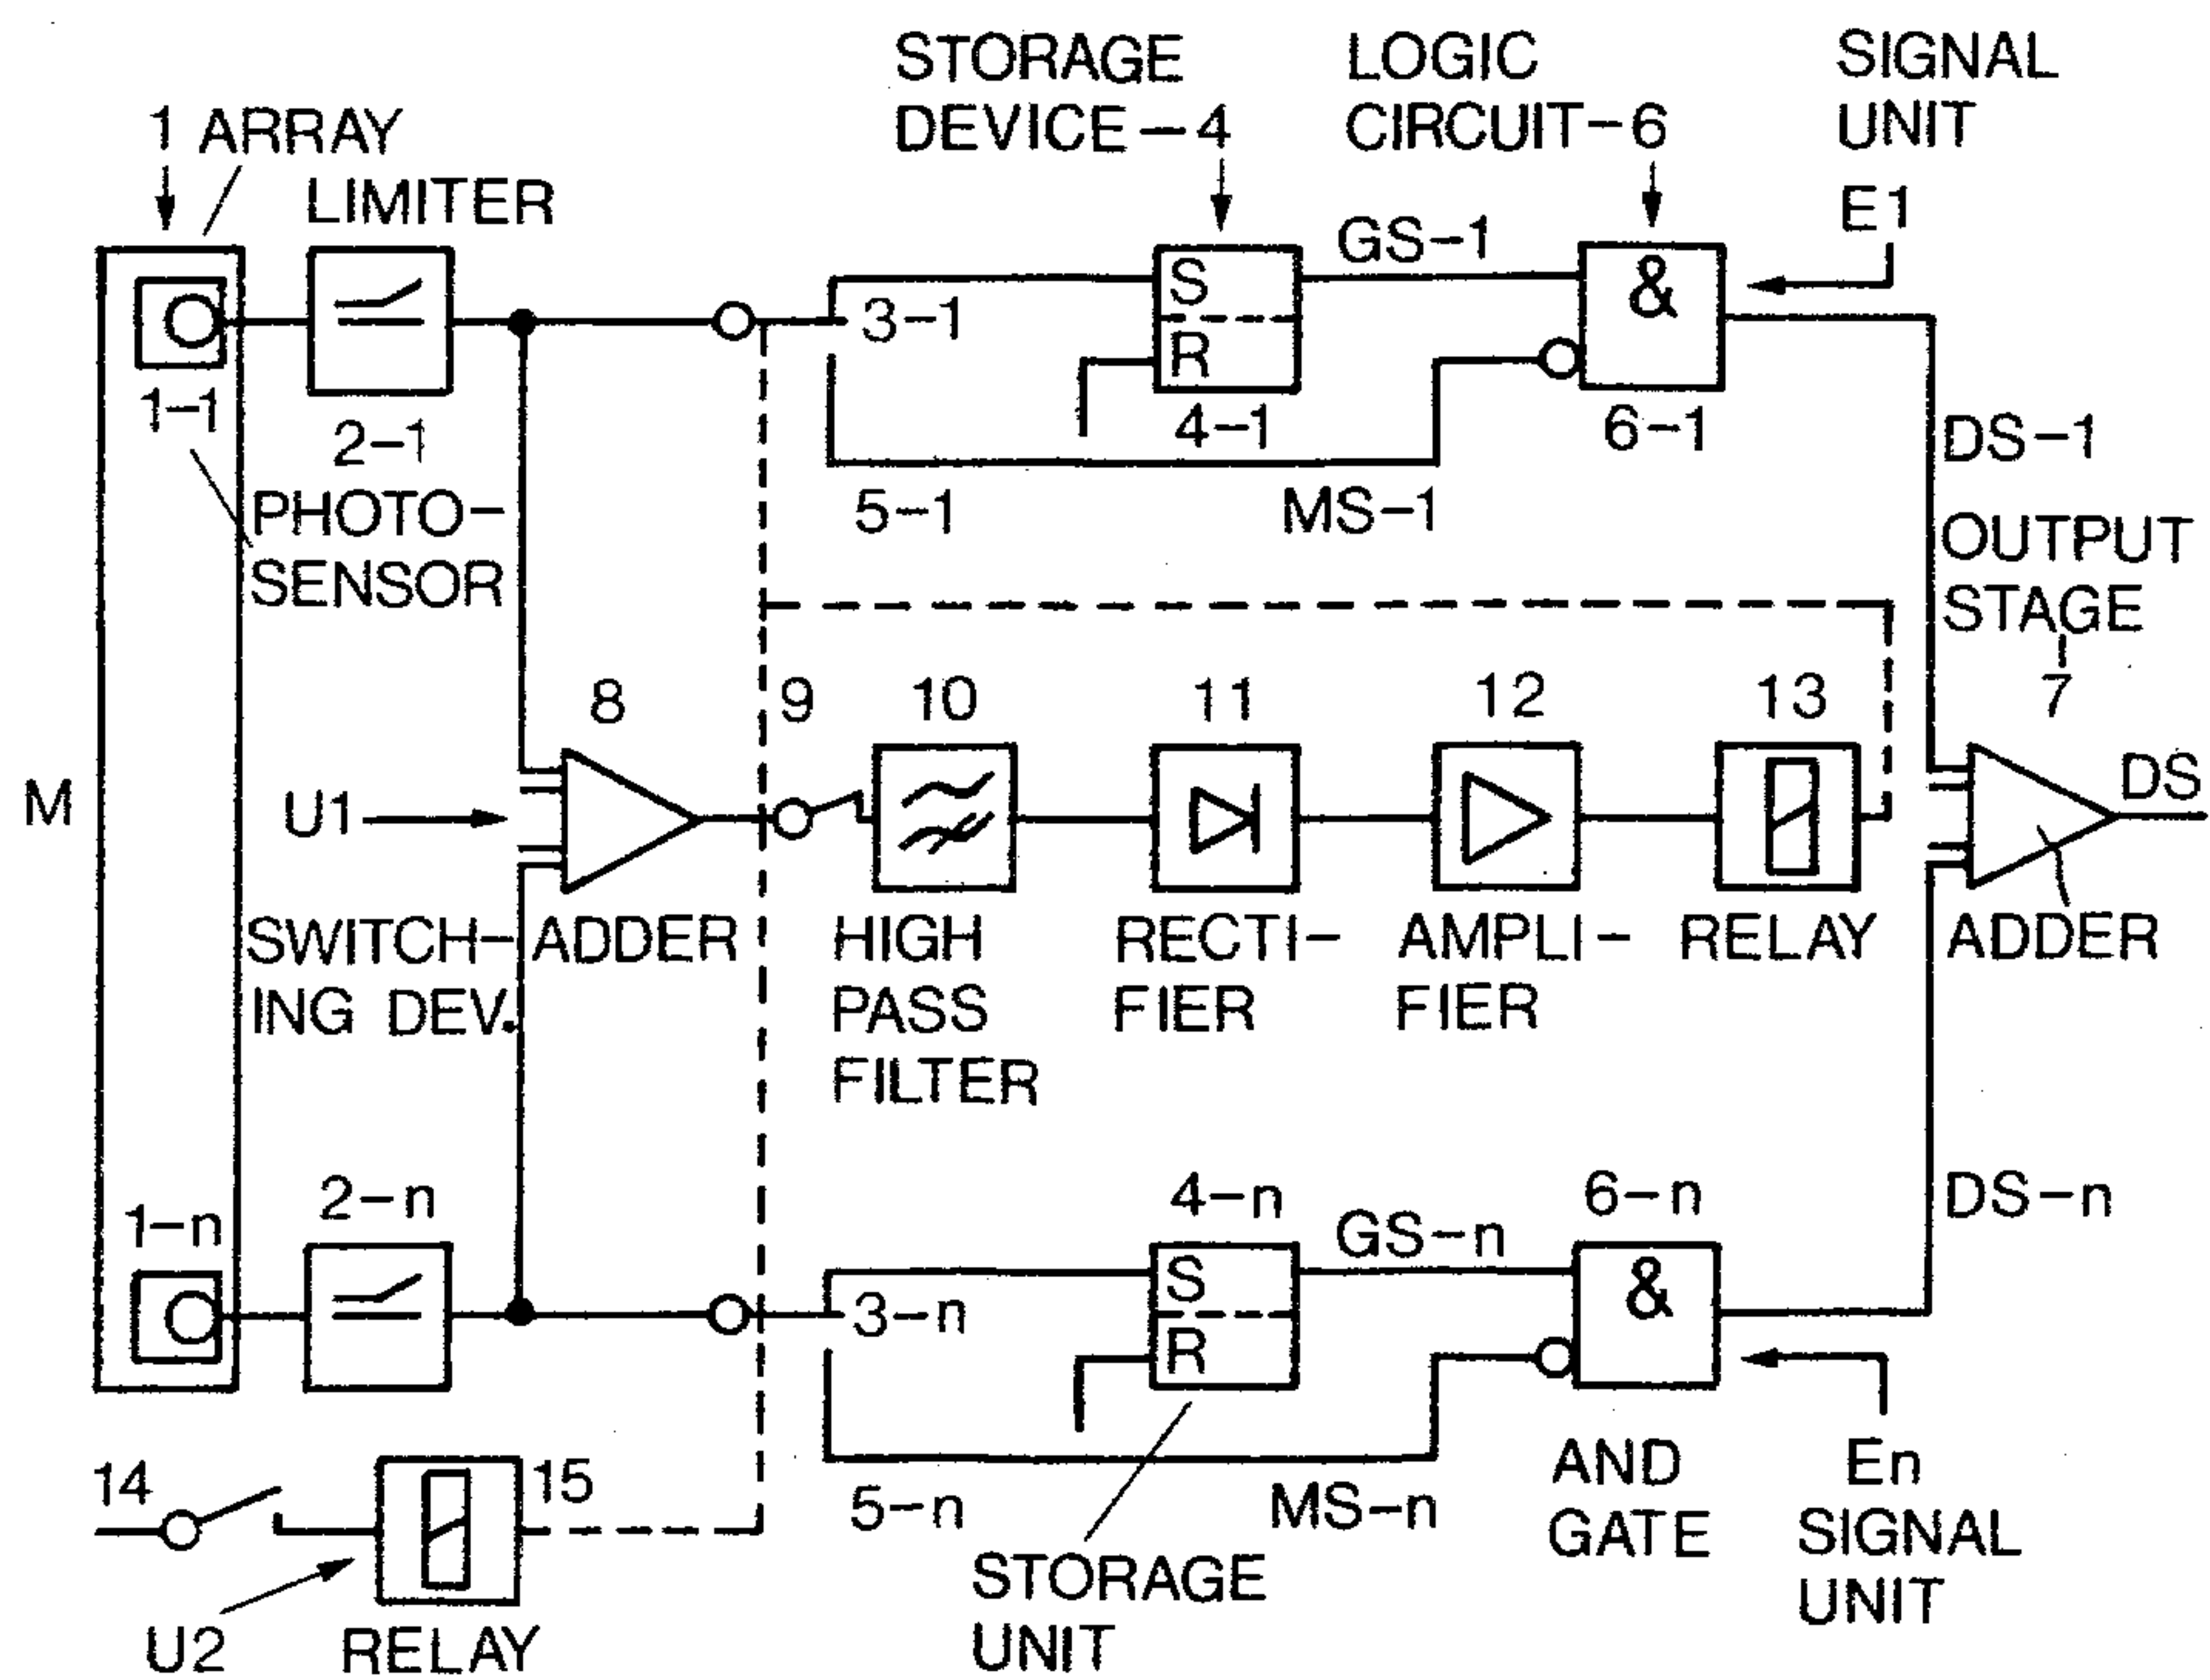 STORAGE
DEVICE-4
LOGIC
CIRCUIT-6
SIGNAL
UNIT
1 ARRAY
LIMITER
E1
GS-1
S
&
3-1
R
1-1
2-1
4-1
6-1
DS-1
PHOTO-
SENSOR
5-1
MS-1
OUTPUT
STAGE
8
9
10
11
12
13
7
M
U1
DS
SWITCH-
ING DEV.
ADDER
HIGH
PASS
FILTER
RECTI-
FIER
AMPLI-
FIER
RELAY
ADDER
1-n
2-n
4-n
6-n
DS-n
GS-n
S
&
3-n
R
14
15
5-n
MS-n
AND
GATE
En
SIGNAL
UNIT
STORAGE
UNIT
U2
RELAY